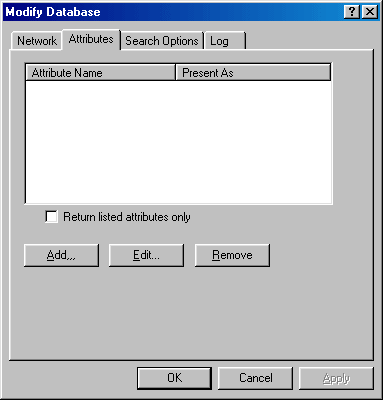 Modify Database
Network Attributes Search Options Log
Attribute Name Present As
Return listed attributes only
Add,,, Edit... Remove
OK Cancel Apply